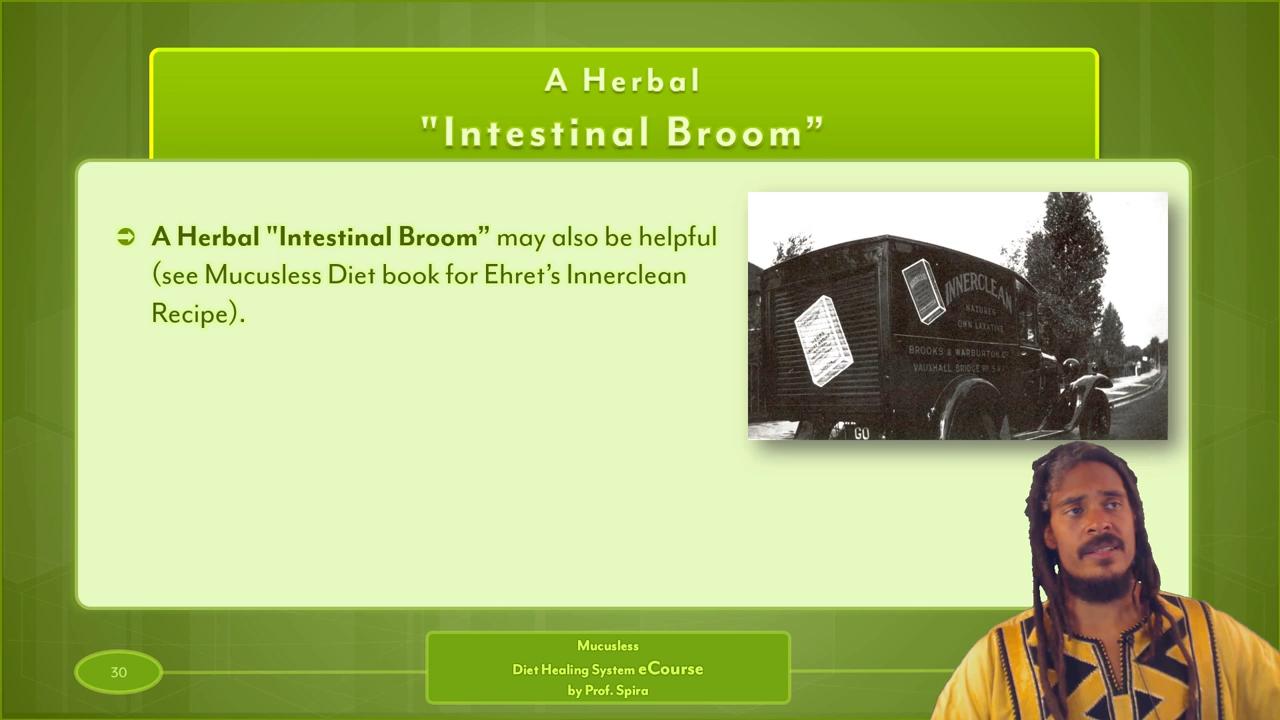 A Herbal
"Intestinal Broom”
A Herbal "Intestinal Broom” may also be helpful
(see Mucusless Diet book for Ehret’s Innerclean
Recipe).
INNERCLEAN
NATURES
OWN LAXATIVE
BROOKS & WARBURTON
VAUXHALL BRIDGE RD
GO
30
Mucusless
Diet Healing System eCourse
by Prof. Spira